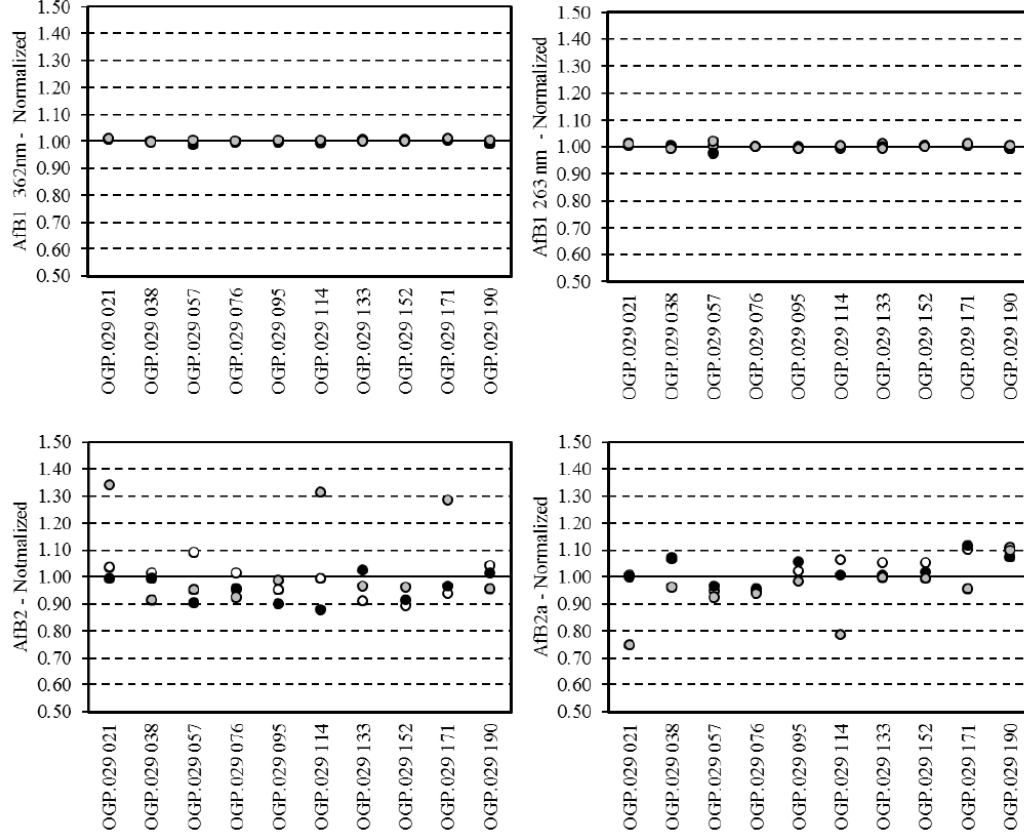 1.50
1.40
1.30
1.20
1.10
1.00
0.90
0.80
0.70
0.60
0.50
AfB1 362nm - Normalized
OGP.029 021
OGP.029 038
OGP.029 057
OGP.029 076
OGP.029 095
OGP.029 114
OGP.029 133
OGP.029 152
OGP.029 171
OGP.029 190
1.50
1.40
1.30
1.20
1.10
1.00
0.90
0.80
0.70
0.60
0.50
AfB1 263 nm - Normalized
OGP.029 021
OGP.029 038
OGP.029 057
OGP.029 076
OGP.029 095
OGP.029 114
OGP.029 133
OGP.029 152
OGP.029 171
OGP.029 190
1.50
1.40
1.30
1.20
1.10
1.00
0.90
0.80
0.70
0.60
0.50
AfB2 - Notmalized
OGP.029 021
OGP.029 038
OGP.029 057
OGP.029 076
OGP.029 095
OGP.029 114
OGP.029 133
OGP.029 152
OGP.029 171
OGP.029 190
1.50
1.40
1.30
1.20
1.10
1.00
0.90
0.80
0.70
0.60
0.50
AfB2a - Normalized
OGP.029 021
OGP.029 038
OGP.029 057
OGP.029 076
OGP.029 095
OGP.029 114
OGP.029 133
OGP.029 152
OGP.029 171
OGP.029 190